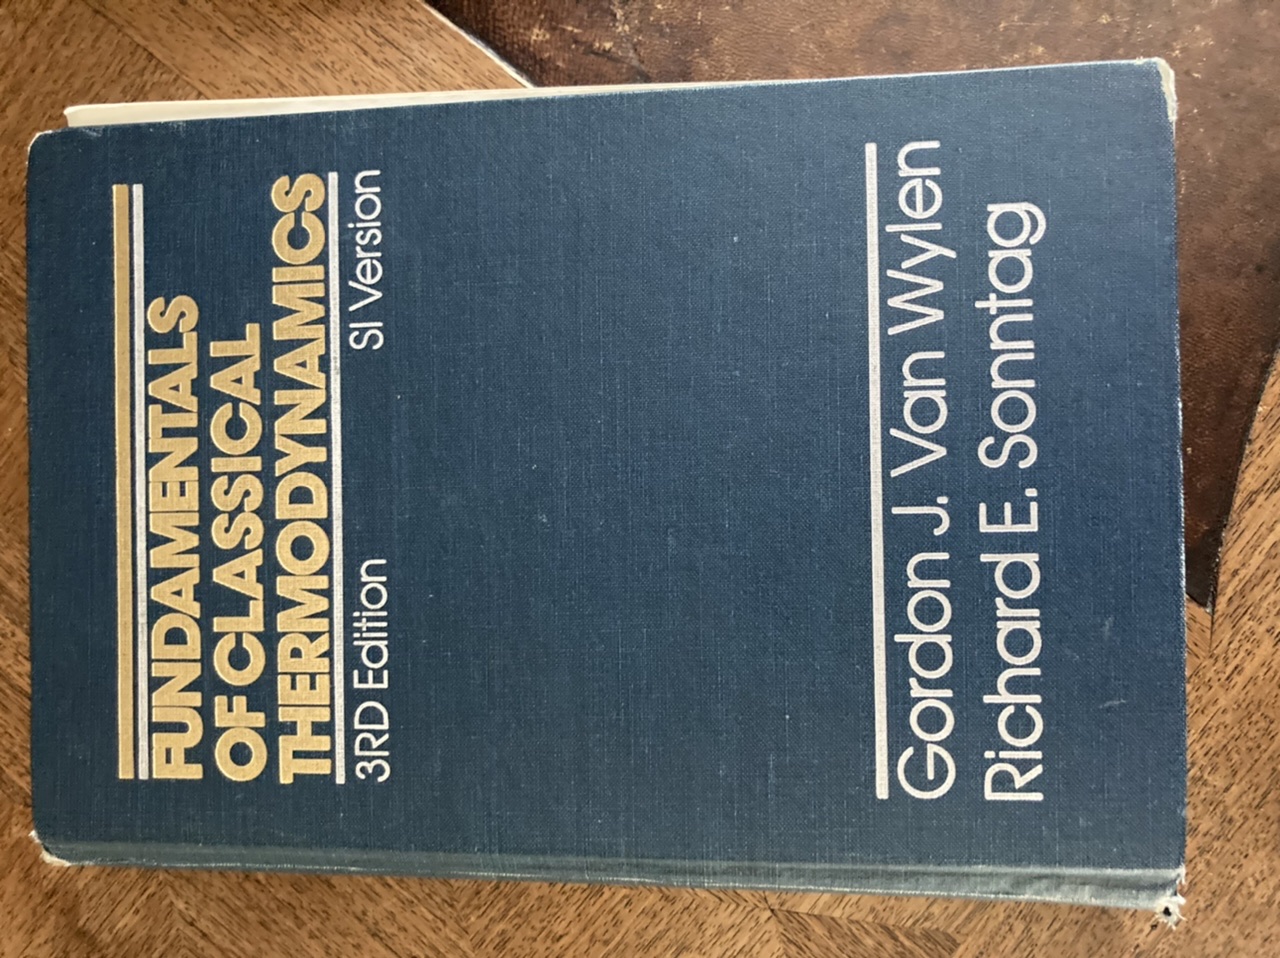 FUNDAMENTALS
OF CLASSICAL
THERMODYNAMICS
3RD Edition SI Version
Gordon J. Van Wylen
Richard E. Sonntag